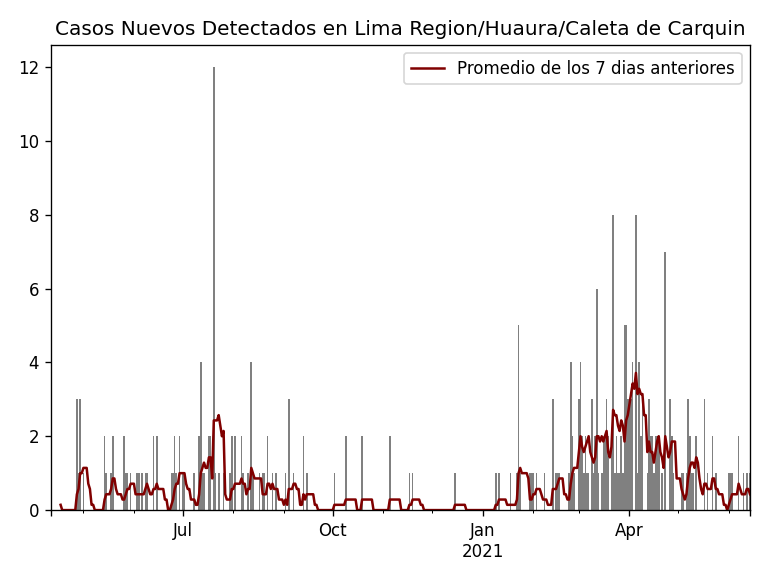 Casos Nuevos Detectados en Lima Region/Huaura/Caleta de Carquin
Promedio de los 7 dias anteriores
12
10
8
6
4
2
0
Jul
Oct
Jan
2021
Apr